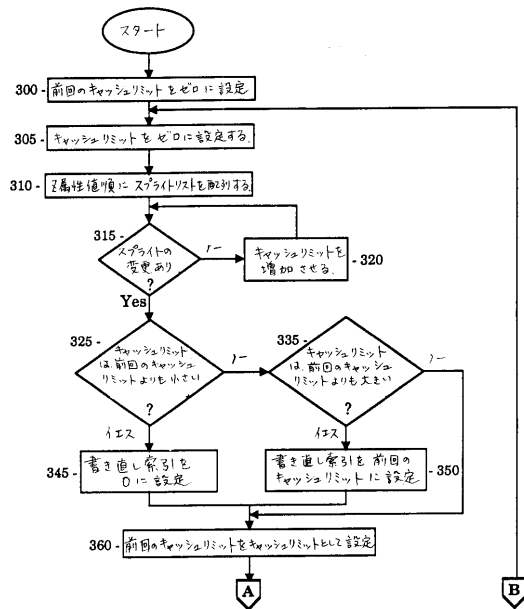 スタート
300 - 前回のキャッシュリミットをゼロに設定
305 - キャッシュリミットをゼロに設定する.
310 - Z属性値順にスプライトリストを配列する.
315 -
スプライトの
変更あり
?
ノー
キャッシュリミットを
増加させる.
- 320
Yes
325 -
キャッシュリミット
は、前回のキャッシュ
リミットよりも小さい
?
ノー
335 -
キャッシュリミット
は、前回のキャッシュ
リミットよりも大きい
?
ノー
イエス
イエス
345 -
書き直し索引を
0に設定
書き直し索引を前回の
キャッシュリミットに設定
- 350
360 - 前回のキャッシュリミットをキャッシュリミットとして設定
A
B